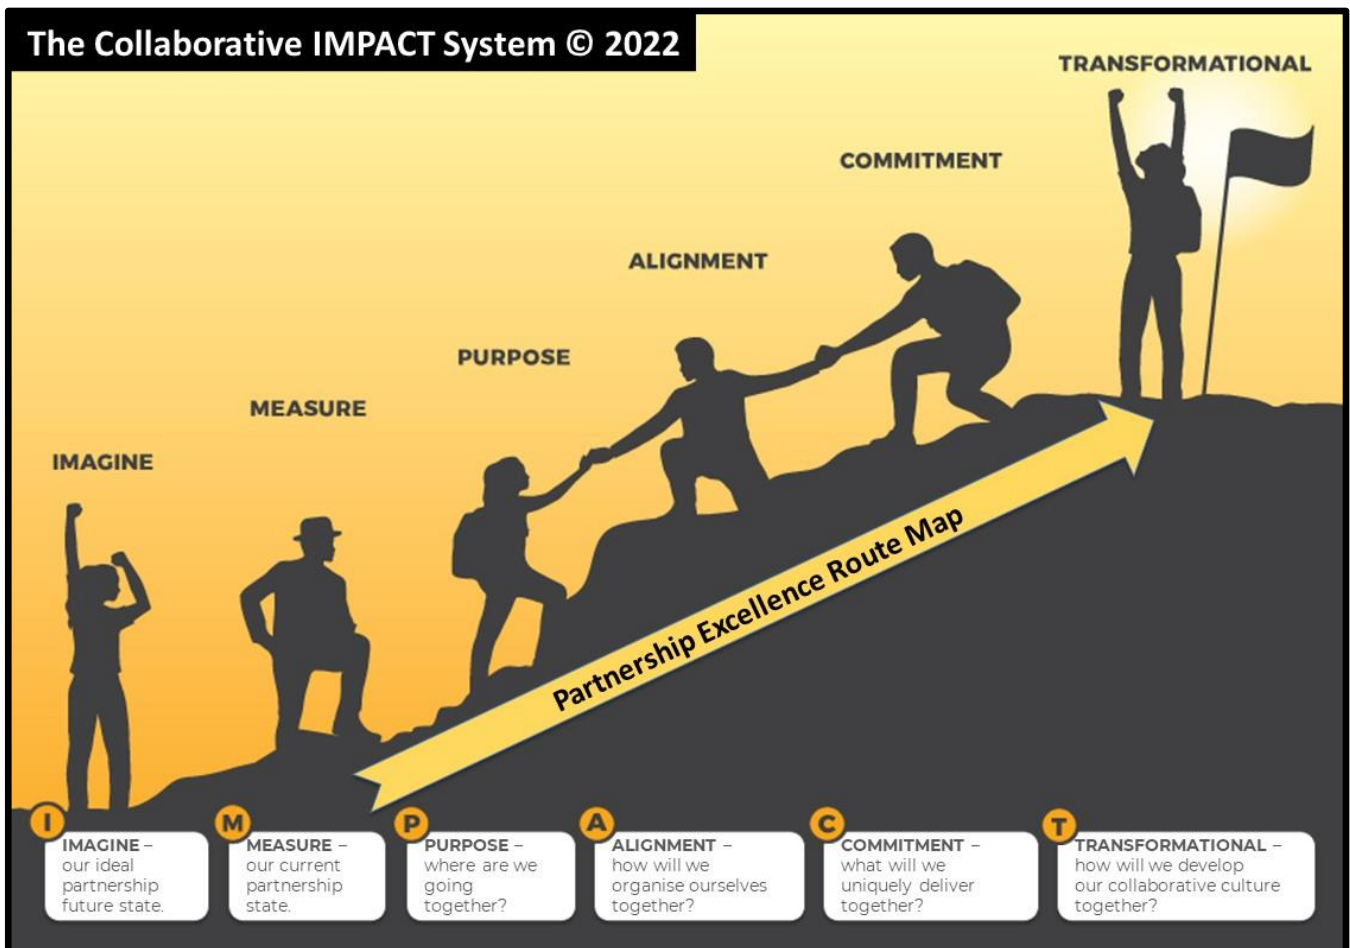 The Collaborative IMPACT System © 2022
TRANSFORMATIONAL
COMMITMENT
ALIGNMENT
PURPOSE
MEASURE
IMAGINE
Partnership Excellence Route Map
I
IMAGINE –
our ideal
partnership
future state.
M
MEASURE –
our current
partnership
state.
P
PURPOSE –
where are we
going
together?
A
ALIGNMENT –
how will we
organise ourselves
together?
C
COMMITMENT –
what will we
uniquely deliver
together?
T
TRANSFORMATIONAL –
how will we develop
our collaborative culture
together?